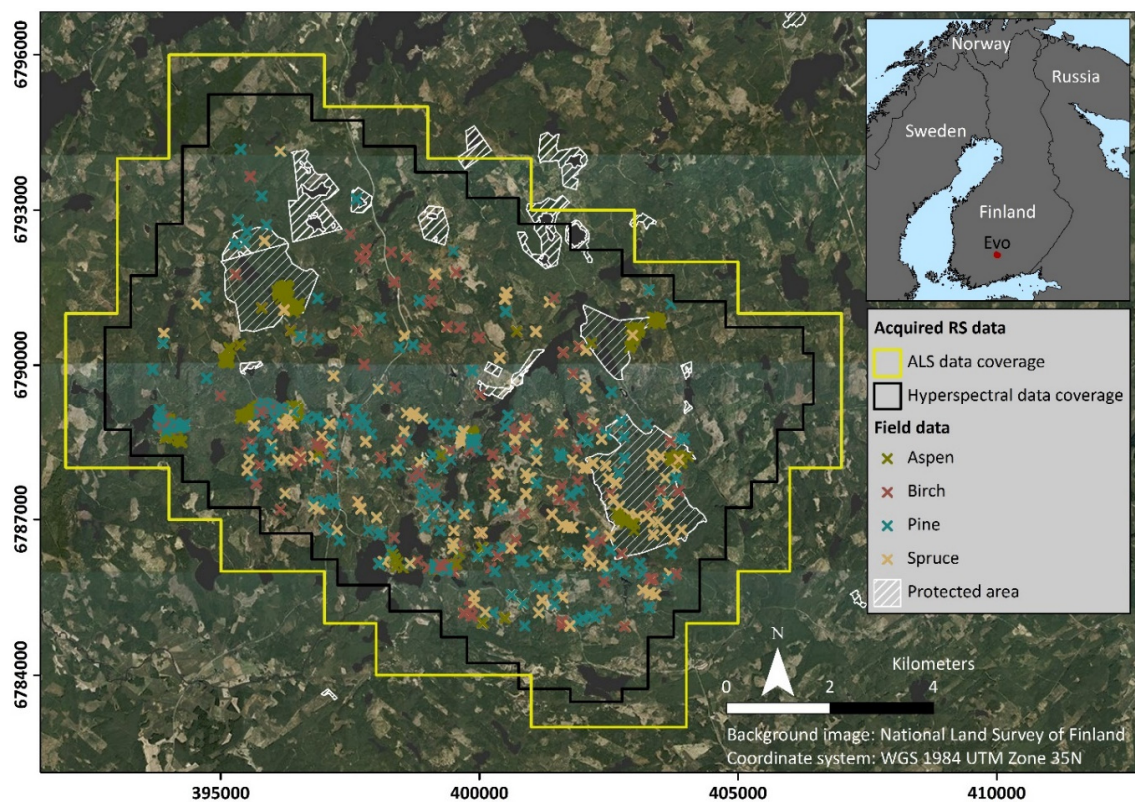 6796000
6793000
6790000
6787000
6784000
395000
400000
405000
410000
Norway
Russia
Sweden
Finland
Evo
Acquired RS data
ALS data coverage
Hyperspectral data coverage
Field data
Aspen
Birch
Pine
Spruce
Protected area
N
Kilometers
0 2 4
Background image: National Land Survey of Finland
Coordinate system: WGS 1984 UTM Zone 35N